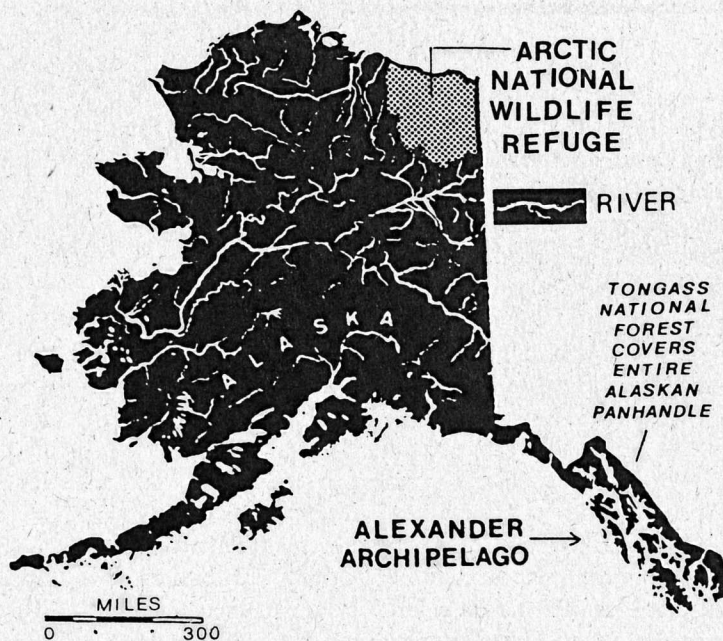 ARCTIC
NATIONAL
WILDLIFE
REFUGE
RIVER
TONGASS
NATIONAL
FOREST
COVERS
ENTIRE
ALASKAN
PANHANDLE
ALASKA
ALEXANDER
ARCHIPELAGO
MILES
0 300